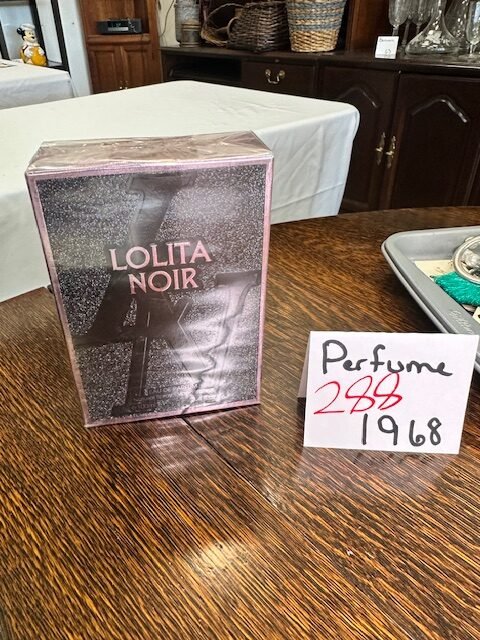 LOLITA
NOIR
Perfume
288
1968